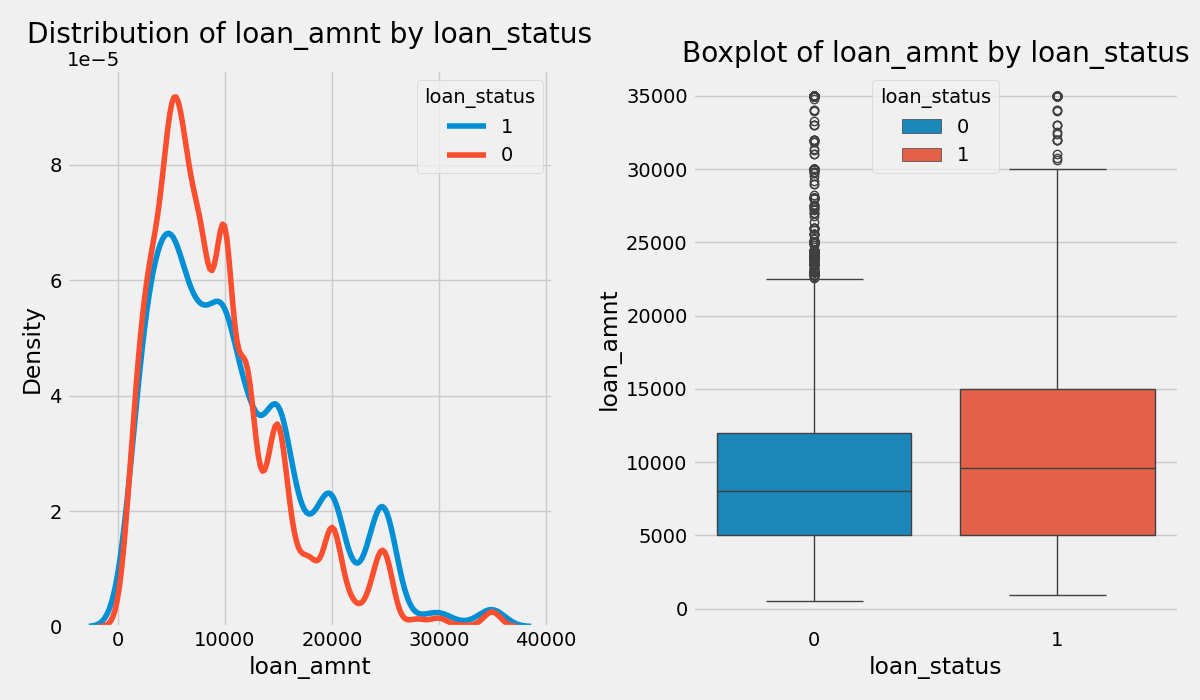 Distribution of loan_amnt by loan_status
1e−5
loan_status
1
0
8
6
4
2
0
Density
0
10000
20000
30000
40000
loan_amnt
Boxplot of loan_amnt by loan_status
loan_status
0
1
35000
30000
25000
20000
15000
10000
5000
0
loan_amnt
0
1
loan_status